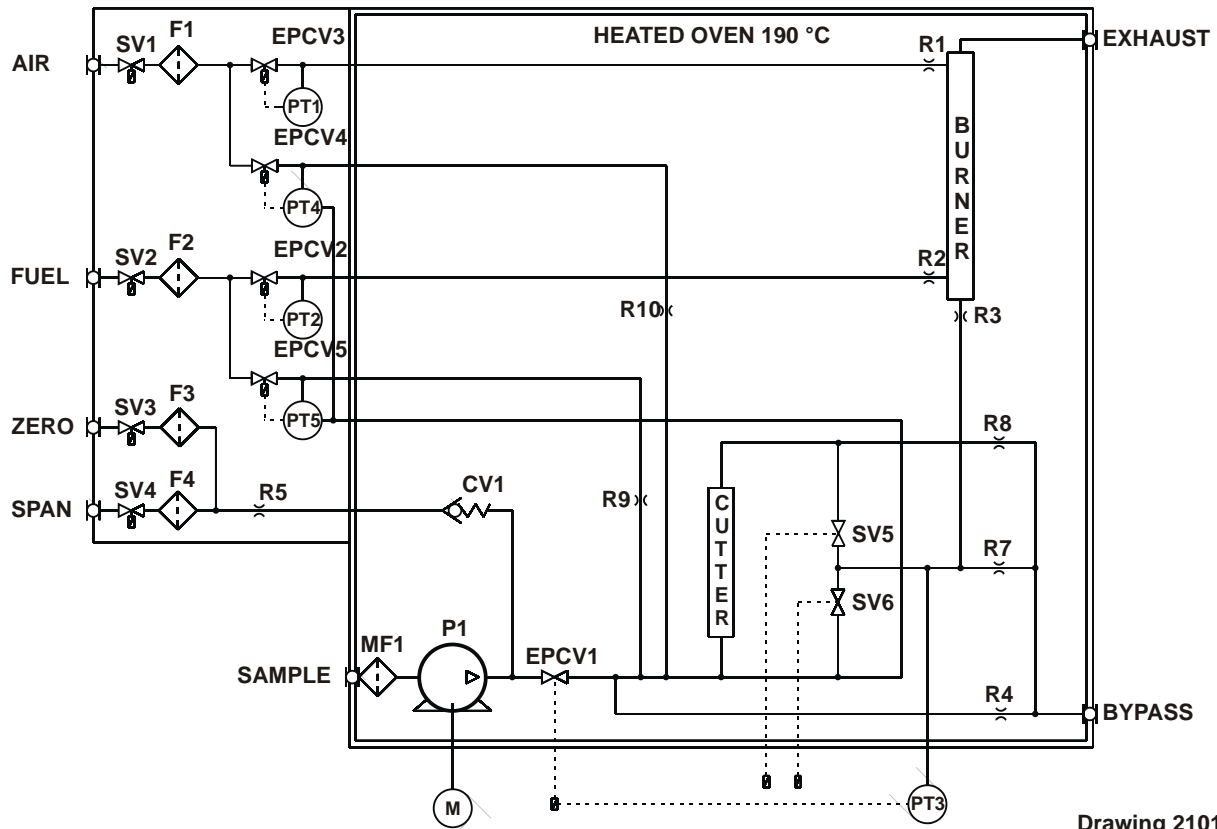 HEATED OVEN 190 °C
EXHAUST
AIR
SV1
F1
EPCV3
PT1
R1
BURNER
EPCV4
PT4
FUEL
SV2
F2
EPCV2
PT2
R2
R10
R3
EPCV5
PT5
ZERO
SV3
F3
R8
SPAN
SV4
F4
R5
CV1
R9
CUTTER
SV5
R7
SV6
SAMPLE
MF1
P1
EPCV1
R4
BYPASS
M
PT3
Drawing 2101